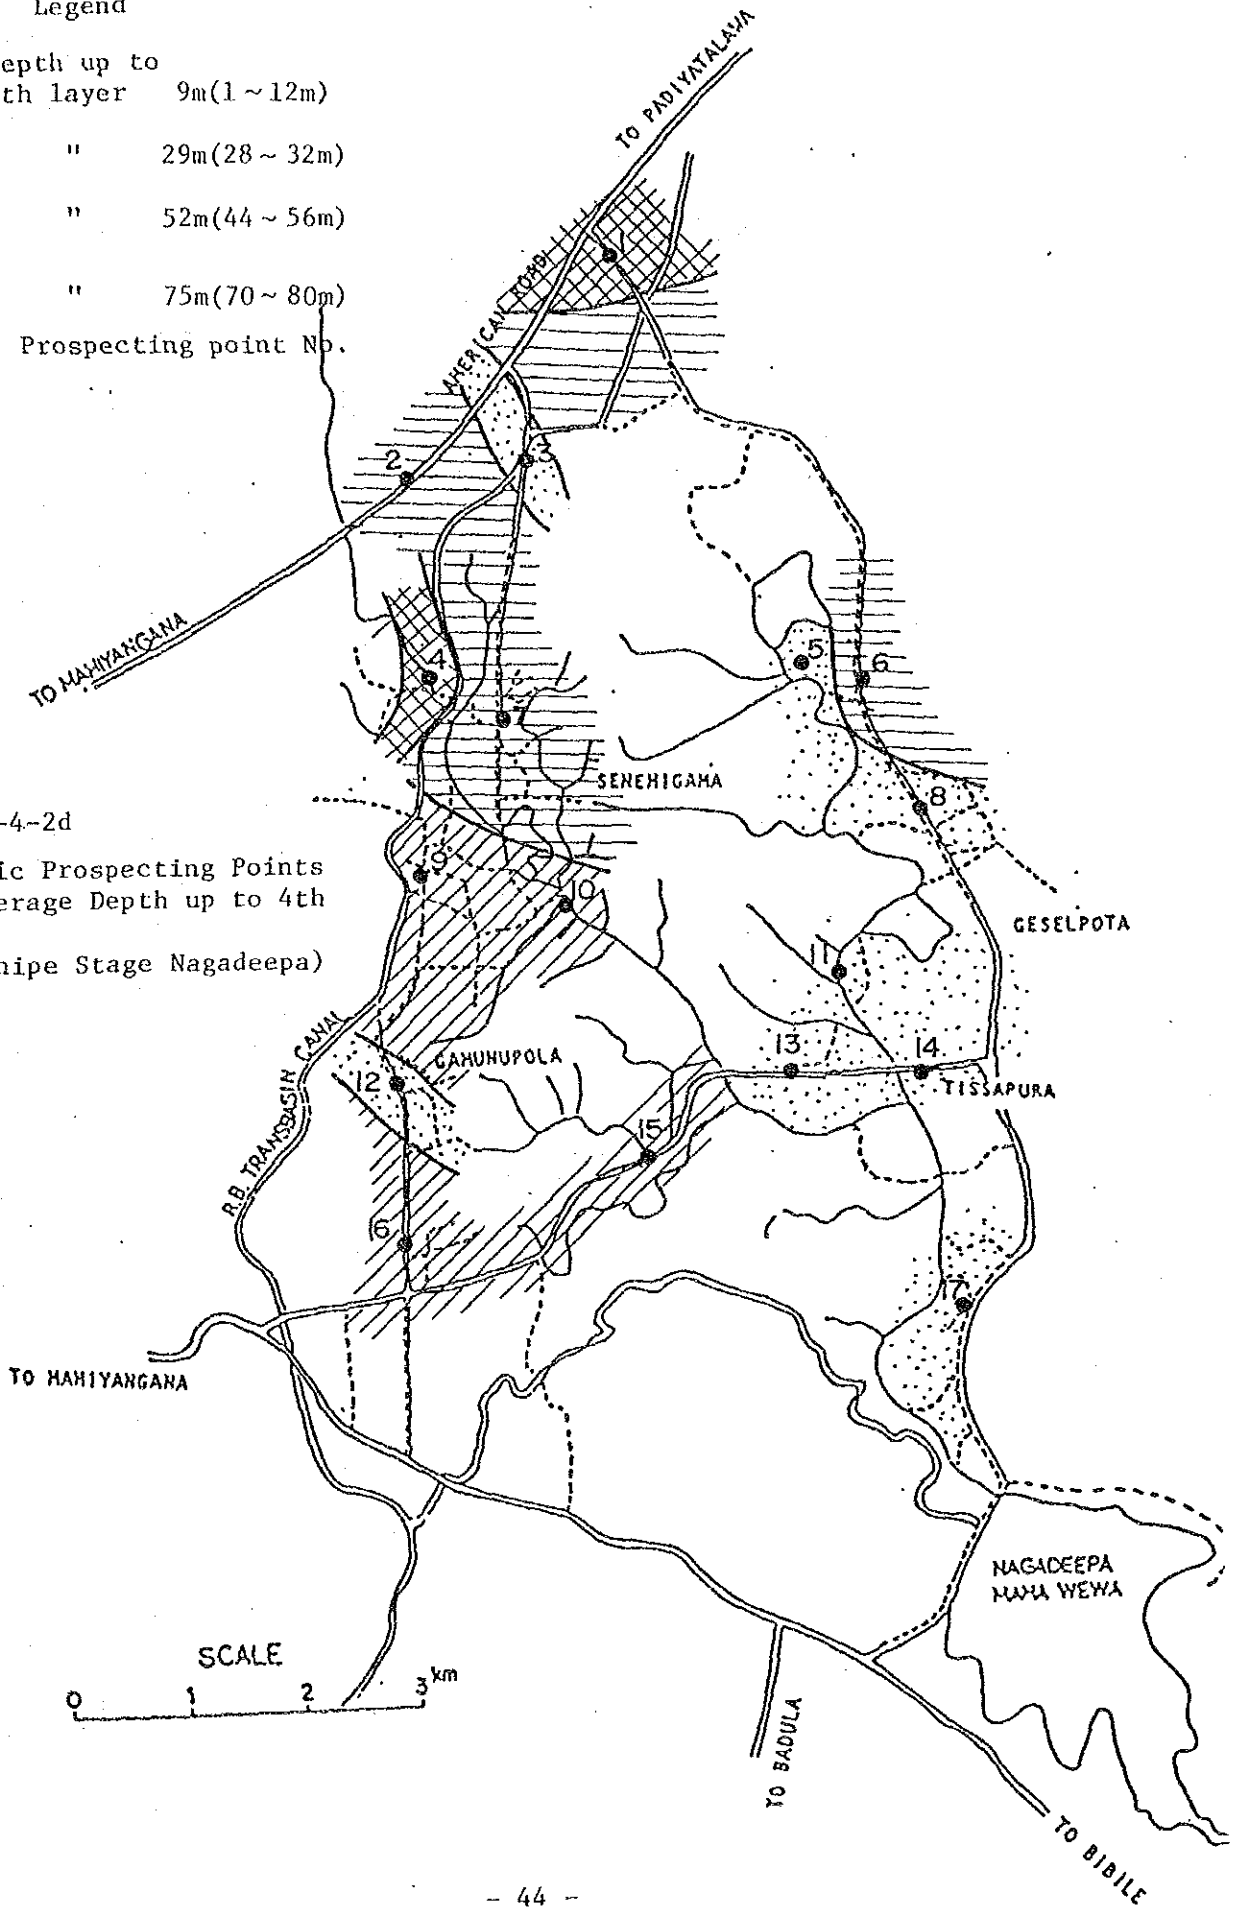 Legend
epth up to
th layer 9m(1~12m)
" 29m(28~32m)
" 52m(44~56m)
" 75m(70~80m)
Prospecting point No.
TO PADIYATALAWA
AMERICAN ROAD
1
2
3
TO MAHIYANGANA
4
5
6
7
SENEHIGAMA
8
-4-2d
ic Prospecting Points
erage Depth up to 4th
nipe Stage Nagadeepa)
9
10
GESELPOTA
11
R.B. TRANSBASIN CANAL
GAMUNUPOLA
12
13
14
TISSAPURA
15
16
17
TO MAHIYANGANA
NAGADEEPA
MAHA WEWA
SCALE
0 1 2 3 km
TO BADULA
TO BIBILE
- 44 -